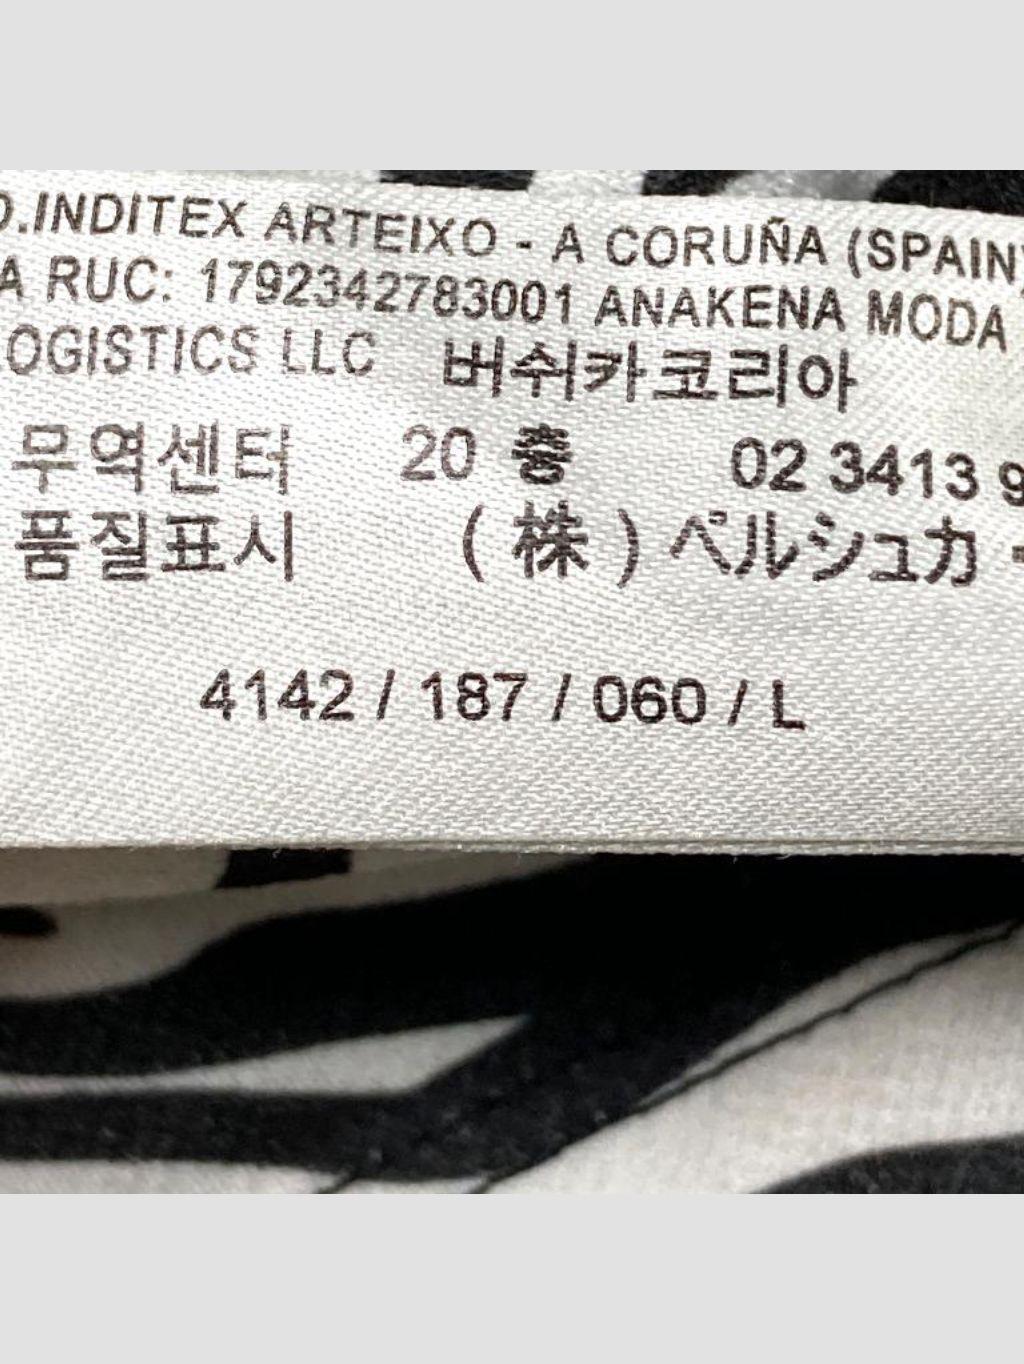 D.INDITEX ARTEIXO - A CORUÑA (SPAIN)
A RUC: 1792342783001 ANAKENA MODA
OGISTICS LLC 버쉬카코리아
무역센터 20 층 02 3413 9
품질표시 (株)ベルシュカ
4142 / 187 / 060 / L